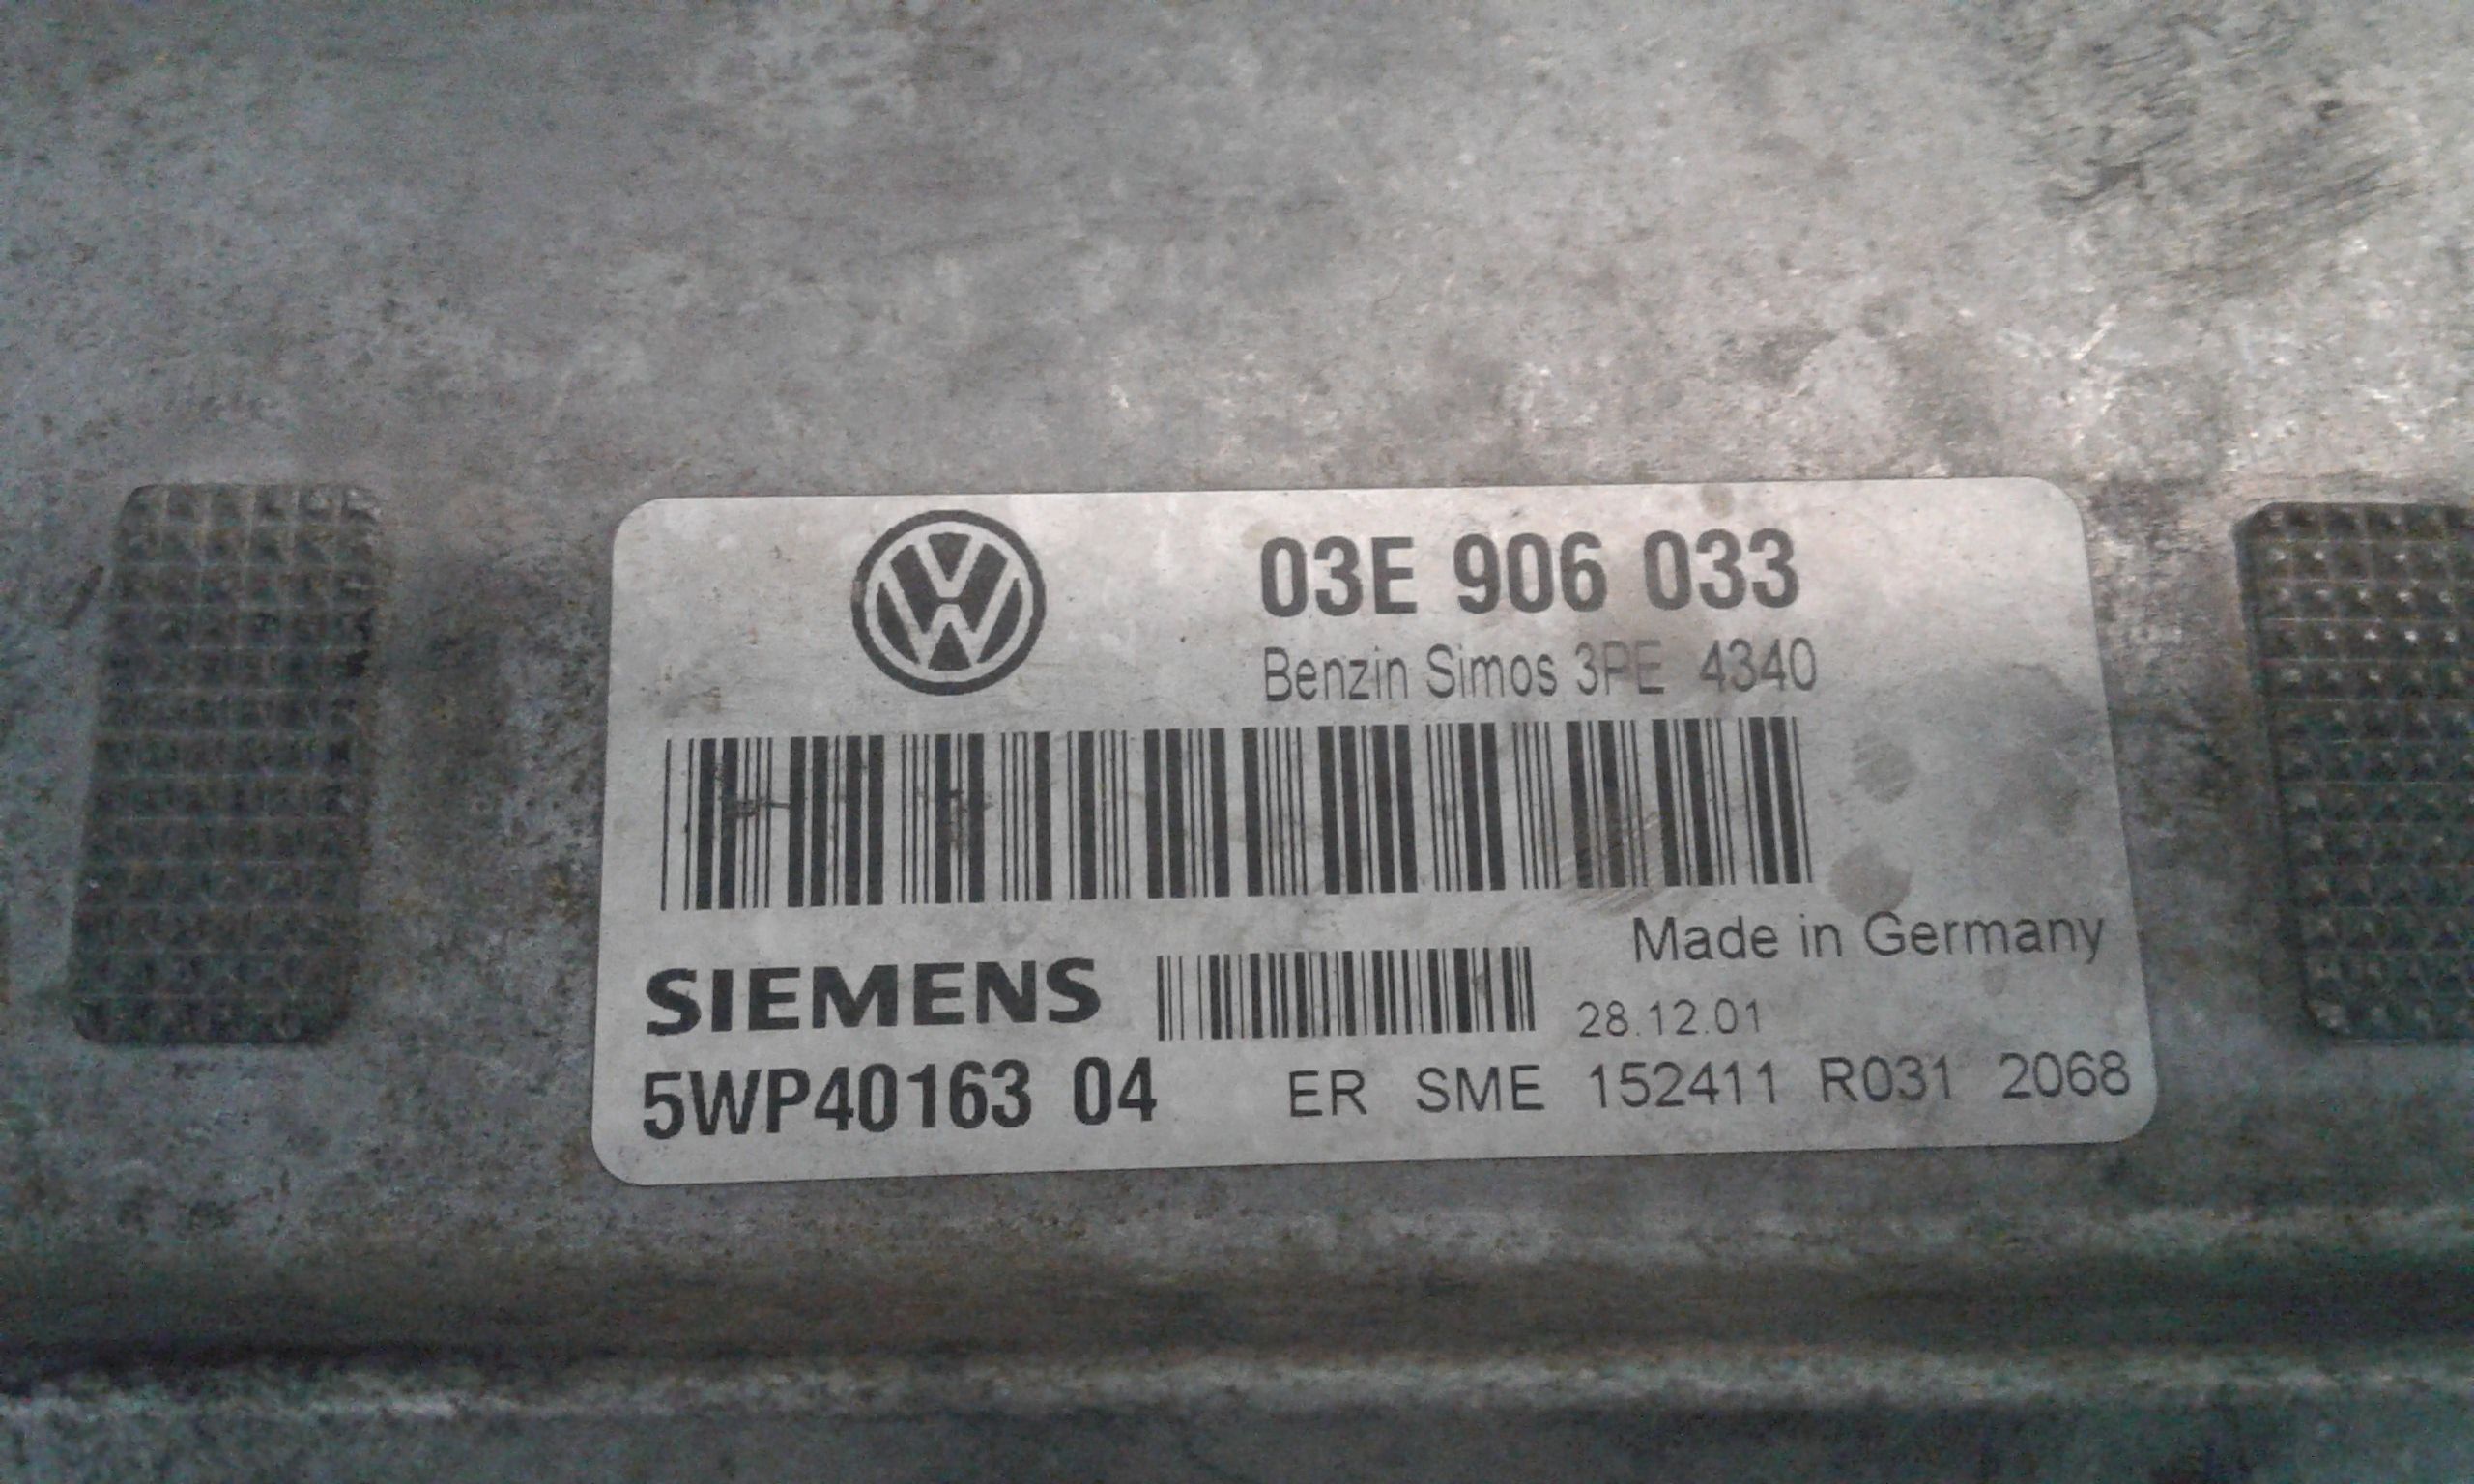 03E 906 033
Benzin Simos 3PE 4340
Made in Germany
SIEMENS
28.12.01
5WP40163 04 ER SME 152411 R031 2068